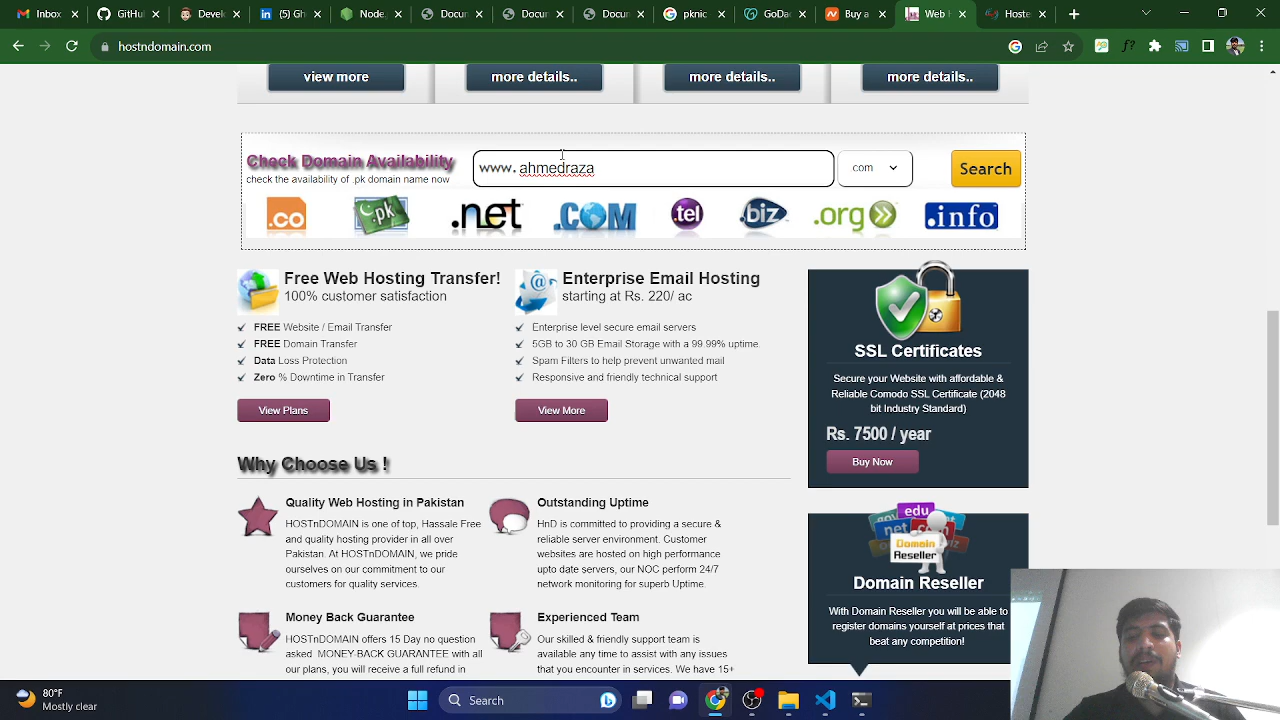 Inbox
GitHub
Develo
(5) Gh
Node.
Docum
Docum
Docum
pknic
GoDac
Buy a
Web H
Hoste
hostndomain.com
view more
more details..
more details..
more details..
Check Domain Availability
check the availability of .pk domain name now
www. ahmedraza
com
Search
.co
.pk
.net
.COM
.tel
.biz
.org
.info
Free Web Hosting Transfer!
100% customer satisfaction
FREE Website / Email Transfer
FREE Domain Transfer
Data Loss Protection
Zero % Downtime in Transfer
View Plans
Enterprise Email Hosting
starting at Rs. 220/ ac
Enterprise level secure email servers
5GB to 30 GB Email Storage with a 99.99% uptime.
Spam Filters to help prevent unwanted mail
Responsive and friendly technical support
View More
SSL Certificates
Secure your Website with affordable &
Reliable Comodo SSL Certificate (2048
bit Industry Standard)
Rs. 7500 / year
Buy Now
Why Choose Us !
Quality Web Hosting in Pakistan
HOSTnDOMAIN is one of top, Hassale Free
and quality hosting provider in all over
Pakistan. At HOSTnDOMAIN, we pride
ourselves on our commitment to our
customers for quality services.
Outstanding Uptime
HnD is committed to providing a secure &
reliable server environment. Customer
websites are hosted on high performance
upto date servers, our NOC perform 24/7
network monitoring for superb Uptime.
edu
net
Domain
Reseller
Domain Reseller
With Domain Reseller you will be able to
register domains yourself at prices that
beat any competition!
Money Back Guarantee
HOSTnDOMAIN offers 15 Day no question
asked MONEY BACK GUARANTEE with all
our plans, you will receive a full refund in
Experienced Team
Our skilled & friendly support team is
available any time to assist with any issues
that you encounter in services. We have 15+
80°F
Mostly clear
Search